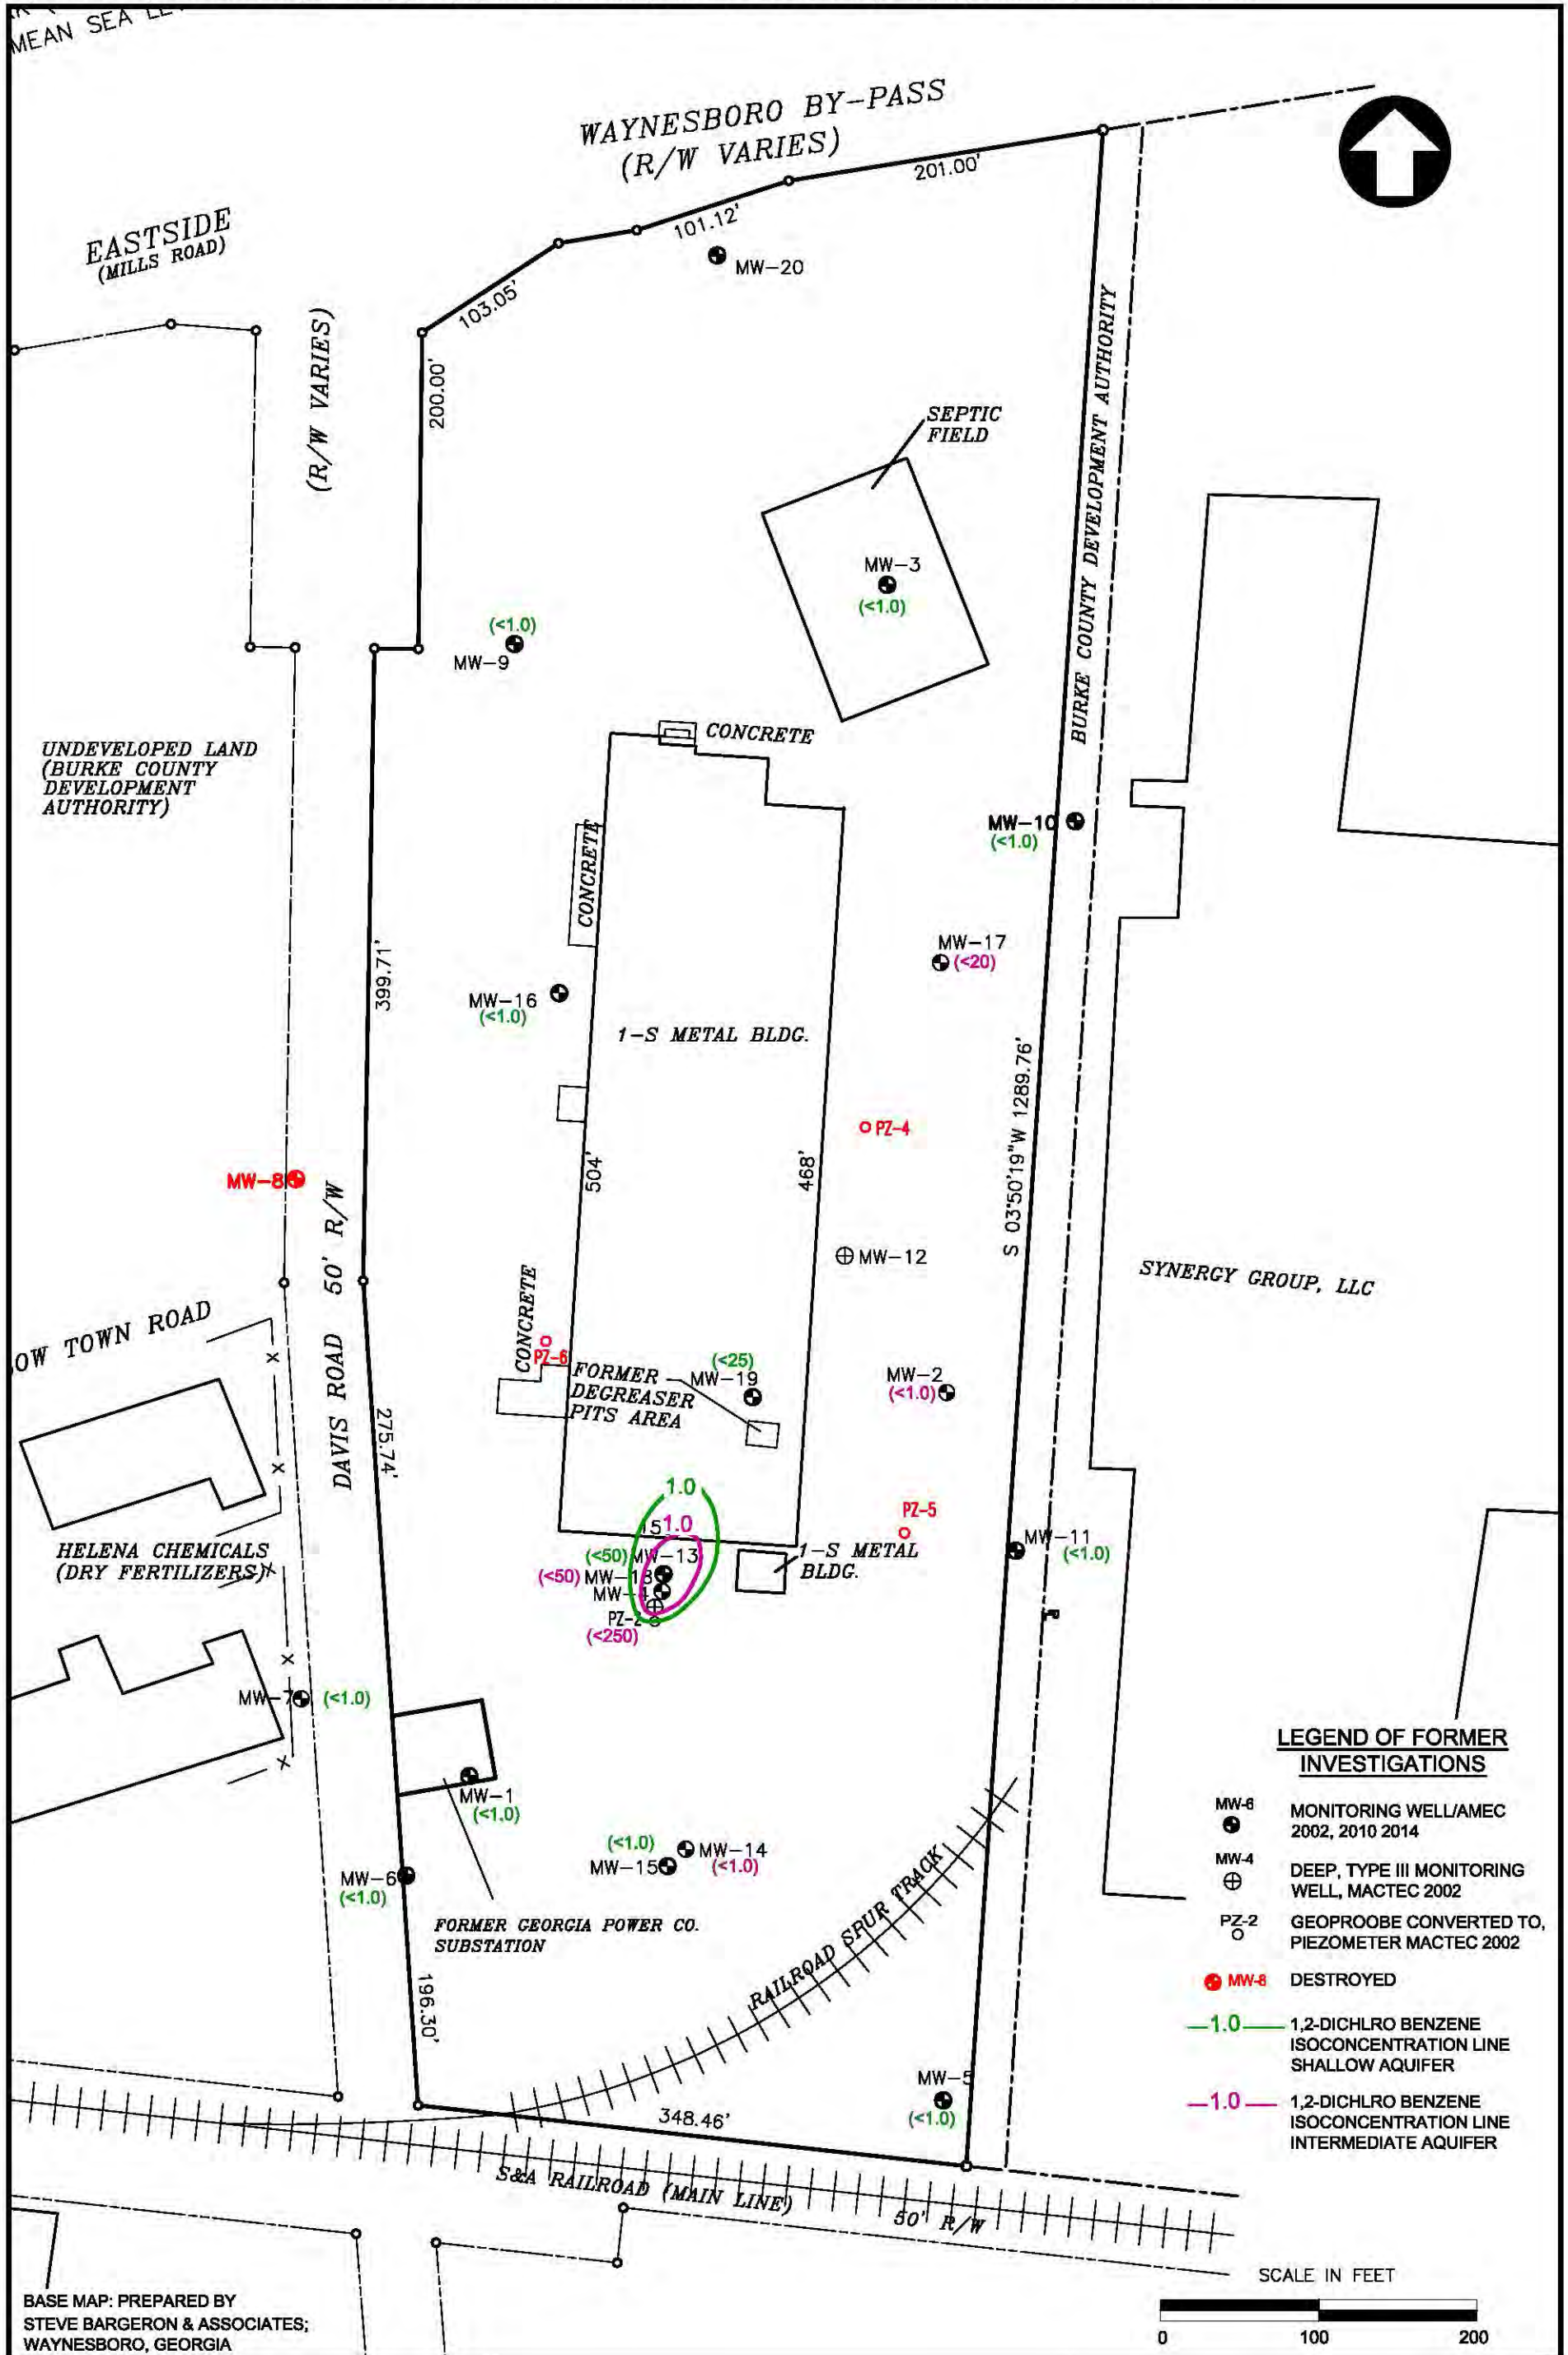 MEAN SEA
WAYNESBORO BY-PASS
(R/W VARIES)
201.00'
101.12'
MW-20
EASTSIDE
(MILLS ROAD)
103.05'
(R/W VARIES)
200.00'
SEPTIC
FIELD
BURKE COUNTY DEVELOPMENT AUTHORITY
MW-3
(<1.0)
(<1.0)
MW-9
CONCRETE
UNDEVELOPED LAND
(BURKE COUNTY
DEVELOPMENT
AUTHORITY)
CONCRETE
MW-10
(<1.0)
399.71'
MW-17
(<20)
MW-16
(<1.0)
1-S METAL BLDG.
S 03°50'19"W 1289.76'
PZ-4
504'
468'
MW-8
DAVIS ROAD 50' R/W
MW-12
SYNERGY GROUP, LLC
OW TOWN ROAD
CONCRETE
PZ-6
FORMER
DEGREASER
PITS AREA
(<25)
MW-19
MW-2
(<1.0)
275.74'
1.0
PZ-5
1.0
MW-11
(<1.0)
HELENA CHEMICALS
(DRY FERTILIZERS)
(<50) MW-13
1-S METAL
BLDG.
(<50) MW-18
MW-4
PZ-2
(<250)
MW-7 (<1.0)
MW-1
(<1.0)
(<1.0)
MW-14
MW-15
(<1.0)
MW-6
(<1.0)
FORMER GEORGIA POWER CO.
SUBSTATION
RAILROAD SPUR TRACK
196.30'
MW-5
(<1.0)
348.46'
S&A RAILROAD (MAIN LINE)
50' R/W
LEGEND OF FORMER
INVESTIGATIONS
MW-6
MONITORING WELL/AMEC
2002, 2010 2014
MW-4
DEEP, TYPE III MONITORING
WELL, MACTEC 2002
PZ-2
GEOPROOBE CONVERTED TO,
PIEZOMETER MACTEC 2002
MW-8 DESTROYED
1.0 1,2-DICHLRO BENZENE
ISOCONCENTRATION LINE
SHALLOW AQUIFER
1.0 1,2-DICHLRO BENZENE
ISOCONCENTRATION LINE
INTERMEDIATE AQUIFER
SCALE IN FEET
0 100 200
BASE MAP: PREPARED BY
STEVE BARGERON & ASSOCIATES;
WAYNESBORO, GEORGIA